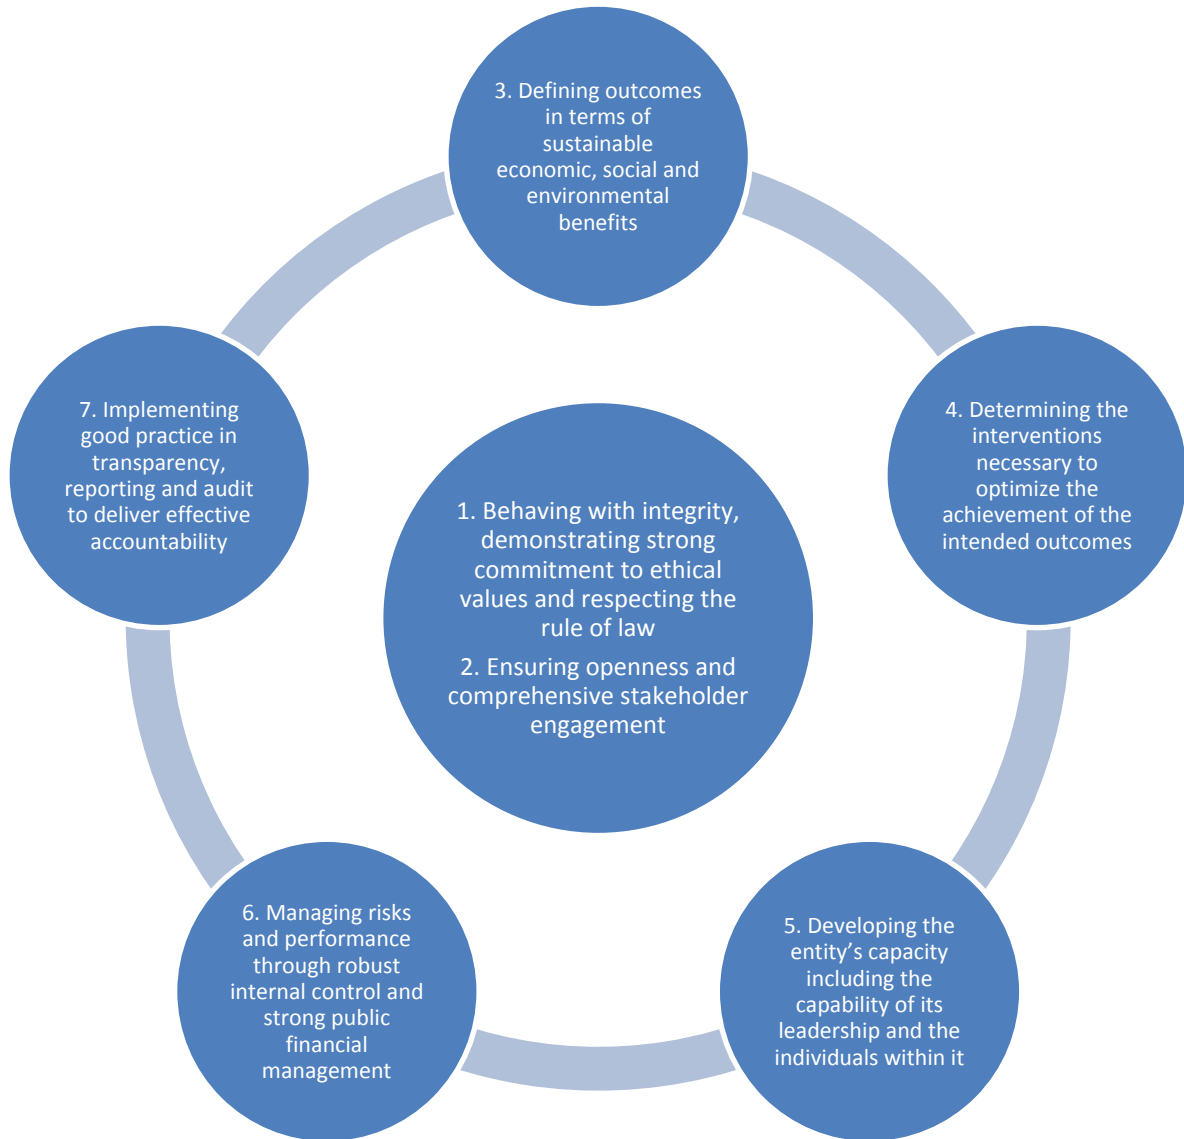 3. Defining outcomes
in terms of
sustainable
economic, social and
environmental
benefits
7. Implementing
good practice in
transparency,
reporting and audit
to deliver effective
accountability
4. Determining the
interventions
necessary to
optimize the
achievement of the
intended outcomes
1. Behaving with integrity,
demonstrating strong
commitment to ethical
values and respecting the
rule of law
2. Ensuring openness and
comprehensive stakeholder
engagement
6. Managing risks
and performance
through robust
internal control and
strong public
financial
management
5. Developing the
entity’s capacity
including the
capability of its
leadership and the
individuals within it